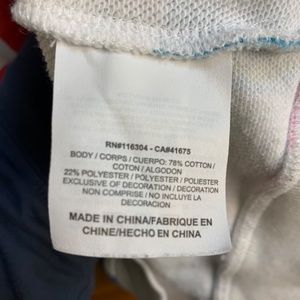 RN#116304 - CA#41675
BODY / CORPS / CUERPO: 78% COTTON /
COTON / ALGODON
22% POLYESTER / POLYESTER / POLIESTER
EXCLUSIVE OF DECORATION / DECORATION
NON COMPRISE / NO INCLUYE LA
DECORACION
MADE IN CHINA/FABRIQUE EN
CHINE/HECHO EN CHINA